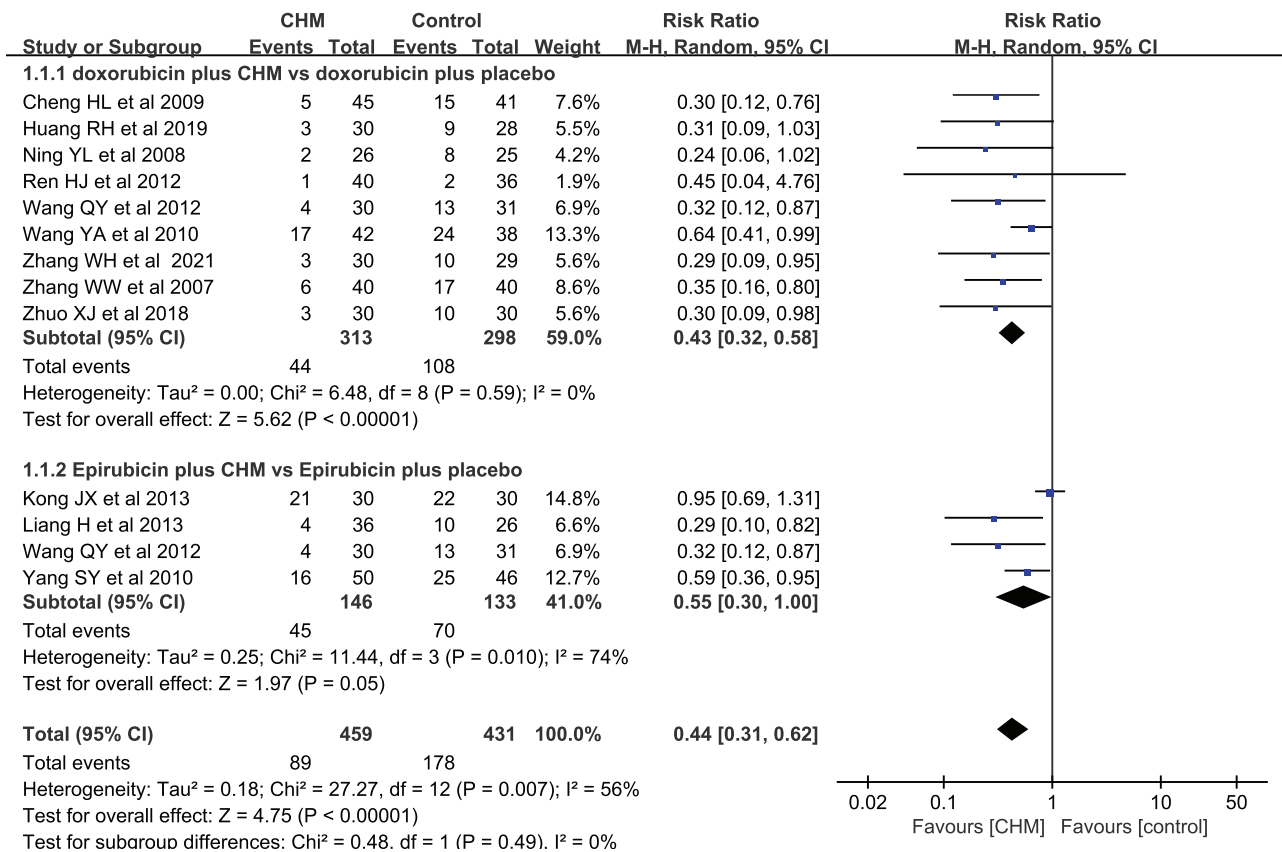 CHM Control Risk Ratio Risk Ratio
Study or Subgroup Events Total Events Total Weight M-H, Random, 95% CI M-H, Random, 95% CI
1.1.1 doxorubicin plus CHM vs doxorubicin plus placebo
Cheng HL et al 2009 5 45 15 41 7.6% 0.30 [0.12, 0.76]
Huang RH et al 2019 3 30 9 28 5.5% 0.31 [0.09, 1.03]
Ning YL et al 2008 2 26 8 25 4.2% 0.24 [0.06, 1.02]
Ren HJ et al 2012 1 40 2 36 1.9% 0.45 [0.04, 4.76]
Wang QY et al 2012 4 30 13 31 6.9% 0.32 [0.12, 0.87]
Wang YA et al 2010 17 42 24 38 13.3% 0.64 [0.41, 0.99]
Zhang WH et al 2021 3 30 10 29 5.6% 0.29 [0.09, 0.95]
Zhang WW et al 2007 6 40 17 40 8.6% 0.35 [0.16, 0.80]
Zhuo XJ et al 2018 3 30 10 30 5.6% 0.30 [0.09, 0.98]
Subtotal (95% CI) 313 298 59.0% 0.43 [0.32, 0.58]
Total events 44 108
Heterogeneity: Tau² = 0.00; Chi² = 6.48, df = 8 (P = 0.59); I² = 0%
Test for overall effect: Z = 5.62 (P < 0.00001)
1.1.2 Epirubicin plus CHM vs Epirubicin plus placebo
Kong JX et al 2013 21 30 22 30 14.8% 0.95 [0.69, 1.31]
Liang H et al 2013 4 36 10 26 6.6% 0.29 [0.10, 0.82]
Wang QY et al 2012 4 30 13 31 6.9% 0.32 [0.12, 0.87]
Yang SY et al 2010 16 50 25 46 12.7% 0.59 [0.36, 0.95]
Subtotal (95% CI) 146 133 41.0% 0.55 [0.30, 1.00]
Total events 45 70
Heterogeneity: Tau² = 0.25; Chi² = 11.44, df = 3 (P = 0.010); I² = 74%
Test for overall effect: Z = 1.97 (P = 0.05)
Total (95% CI) 459 431 100.0% 0.44 [0.31, 0.62]
Total events 89 178
Heterogeneity: Tau² = 0.18; Chi² = 27.27, df = 12 (P = 0.007); I² = 56%
Test for overall effect: Z = 4.75 (P < 0.00001)
Test for subgroup differences: Chi² = 0.48, df = 1 (P = 0.49), I² = 0%
0.02 0.1 1 10 50
Favours [CHM] Favours [control]